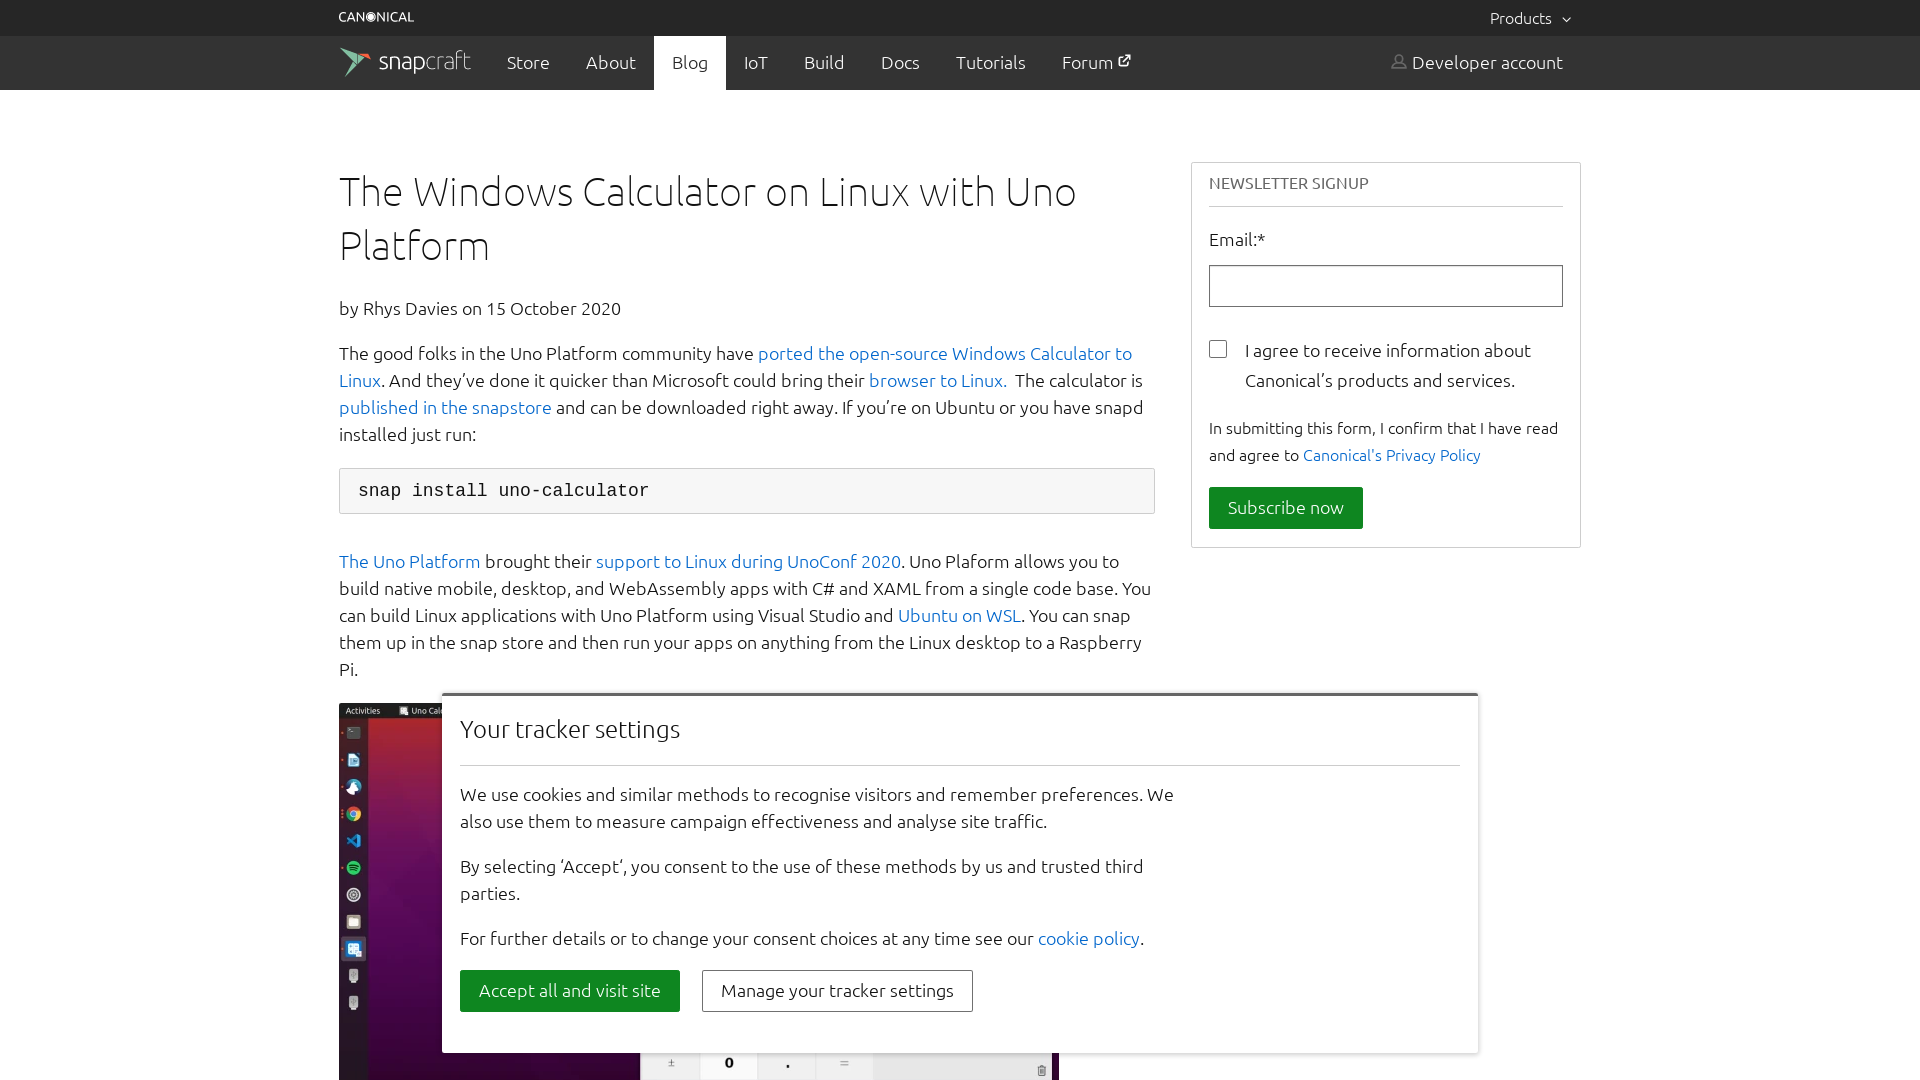 CANONICAL
Products
snapcraft
Store
About
Blog
IoT
Build
Docs
Tutorials
Forum
Developer account
The Windows Calculator on Linux with Uno
Platform
by Rhys Davies on 15 October 2020
The good folks in the Uno Platform community have ported the open-source Windows Calculator to
Linux. And they’ve done it quicker than Microsoft could bring their browser to Linux.  The calculator is
published in the snapstore and can be downloaded right away. If you’re on Ubuntu or you have snapd
installed just run:
snap install uno-calculator
The Uno Platform brought their support to Linux during UnoConf 2020. Uno Plaform allows you to
build native mobile, desktop, and WebAssembly apps with C# and XAML from a single code base. You
can build Linux applications with Uno Platform using Visual Studio and Ubuntu on WSL. You can snap
them up in the snap store and then run your apps on anything from the Linux desktop to a Raspberry
Pi.
NEWSLETTER SIGNUP
Email:*
I agree to receive information about
Canonical’s products and services.
In submitting this form, I confirm that I have read
and agree to Canonical's Privacy Policy
Subscribe now
Activities
Uno Calc
Your tracker settings
We use cookies and similar methods to recognise visitors and remember preferences. We
also use them to measure campaign effectiveness and analyse site traffic.
By selecting ‘Accept‘, you consent to the use of these methods by us and trusted third
parties.
For further details or to change your consent choices at any time see our cookie policy.
Accept all and visit site
Manage your tracker settings
± 0 . =